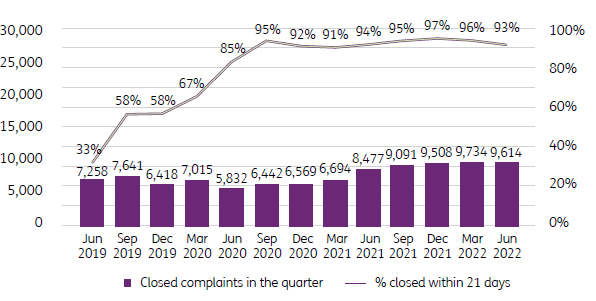 30,000
25,000
20,000
15,000
10,000
5,000
0
100%
80%
60%
40%
20%
0%
33% 58% 58% 67% 85% 95% 92% 91% 94% 95% 97% 96% 93%
7,258 7,641 6,418 7,015 5,832 6,442 6,569 6,694 8,477 9,091 9,508 9,734 9,614
Jun Sep Dec Mar Jun Sep Dec Mar Jun Sep Dec Mar Jun
2019 2019 2019 2020 2020 2020 2020 2021 2021 2021 2021 2022 2022
Closed complaints in the quarter % closed within 21 days